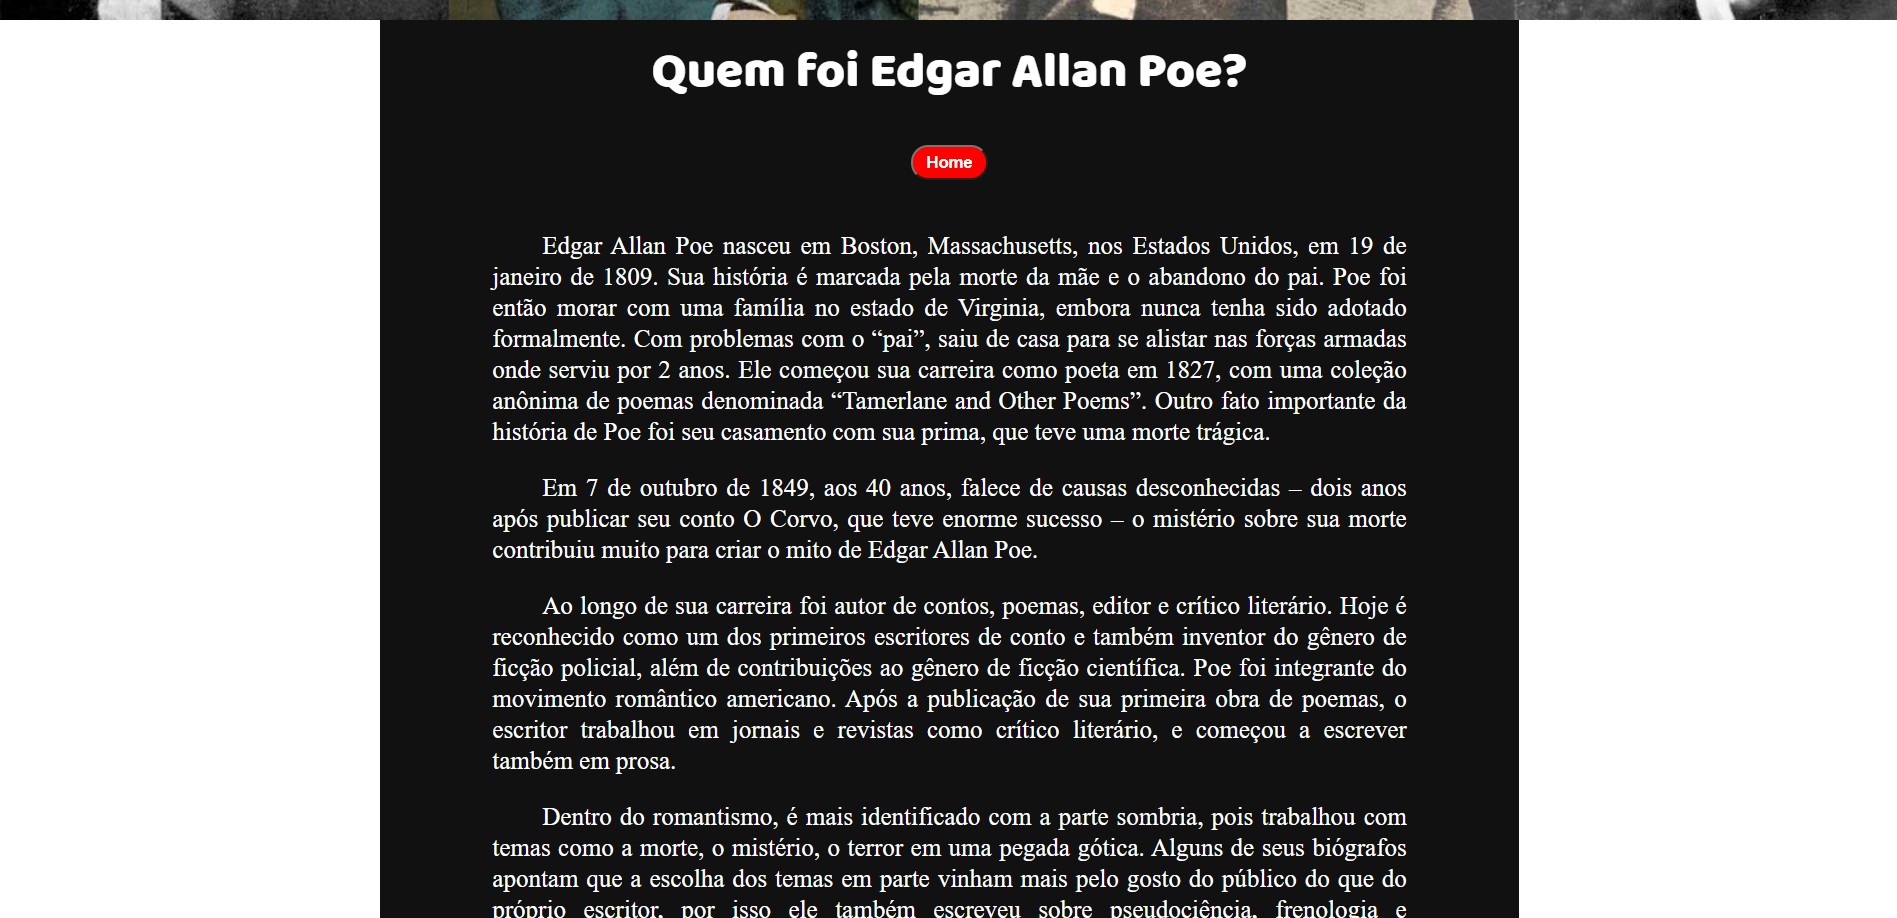 Quem foi Edgar Allan Poe?
Home
Edgar Allan Poe nasceu em Boston, Massachusetts, nos Estados Unidos, em 19 de
janeiro de 1809. Sua história é marcada pela morte da mãe e o abandono do pai. Poe foi
então morar com uma família no estado de Virginia, embora nunca tenha sido adotado
formalmente. Com problemas com o “pai”, saiu de casa para se alistar nas forças armadas
onde serviu por 2 anos. Ele começou sua carreira como poeta em 1827, com uma coleção
anônima de poemas denominada “Tamerlane and Other Poems”. Outro fato importante da
história de Poe foi seu casamento com sua prima, que teve uma morte trágica.
Em 7 de outubro de 1849, aos 40 anos, falece de causas desconhecidas – dois anos
após publicar seu conto O Corvo, que teve enorme sucesso – o mistério sobre sua morte
contribuiu muito para criar o mito de Edgar Allan Poe.
Ao longo de sua carreira foi autor de contos, poemas, editor e crítico literário. Hoje é
reconhecido como um dos primeiros escritores de conto e também inventor do gênero de
ficção policial, além de contribuições ao gênero de ficção científica. Poe foi integrante do
movimento romântico americano. Após a publicação de sua primeira obra de poemas, o
escritor trabalhou em jornais e revistas como crítico literário, e começou a escrever
também em prosa.
Dentro do romantismo, é mais identificado com a parte sombria, pois trabalhou com
temas como a morte, o mistério, o terror em uma pegada gótica. Alguns de seus biógrafos
apontam que a escolha dos temas em parte vinham mais pelo gosto do público do que do
próprio escritor, por isso ele também escreveu sobre pseudociência, frenologia e